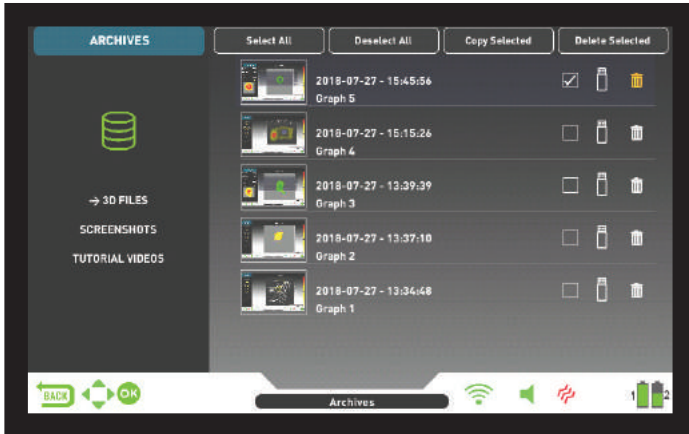 ARCHIVES
Select All
Deselect All
Copy Selected
Delete Selected
2018-07-27 - 15:45:56
Graph 5
2018-07-27 - 15:15:26
Graph 4
→ 3D FILES
2018-07-27 - 13:39:39
Graph 3
SCREENSHOTS
TUTORIAL VIDEOS
2018-07-27 - 13:37:10
Graph 2
2018-07-27 - 13:34:48
Graph 1
BACK
OK
Archives
1
2